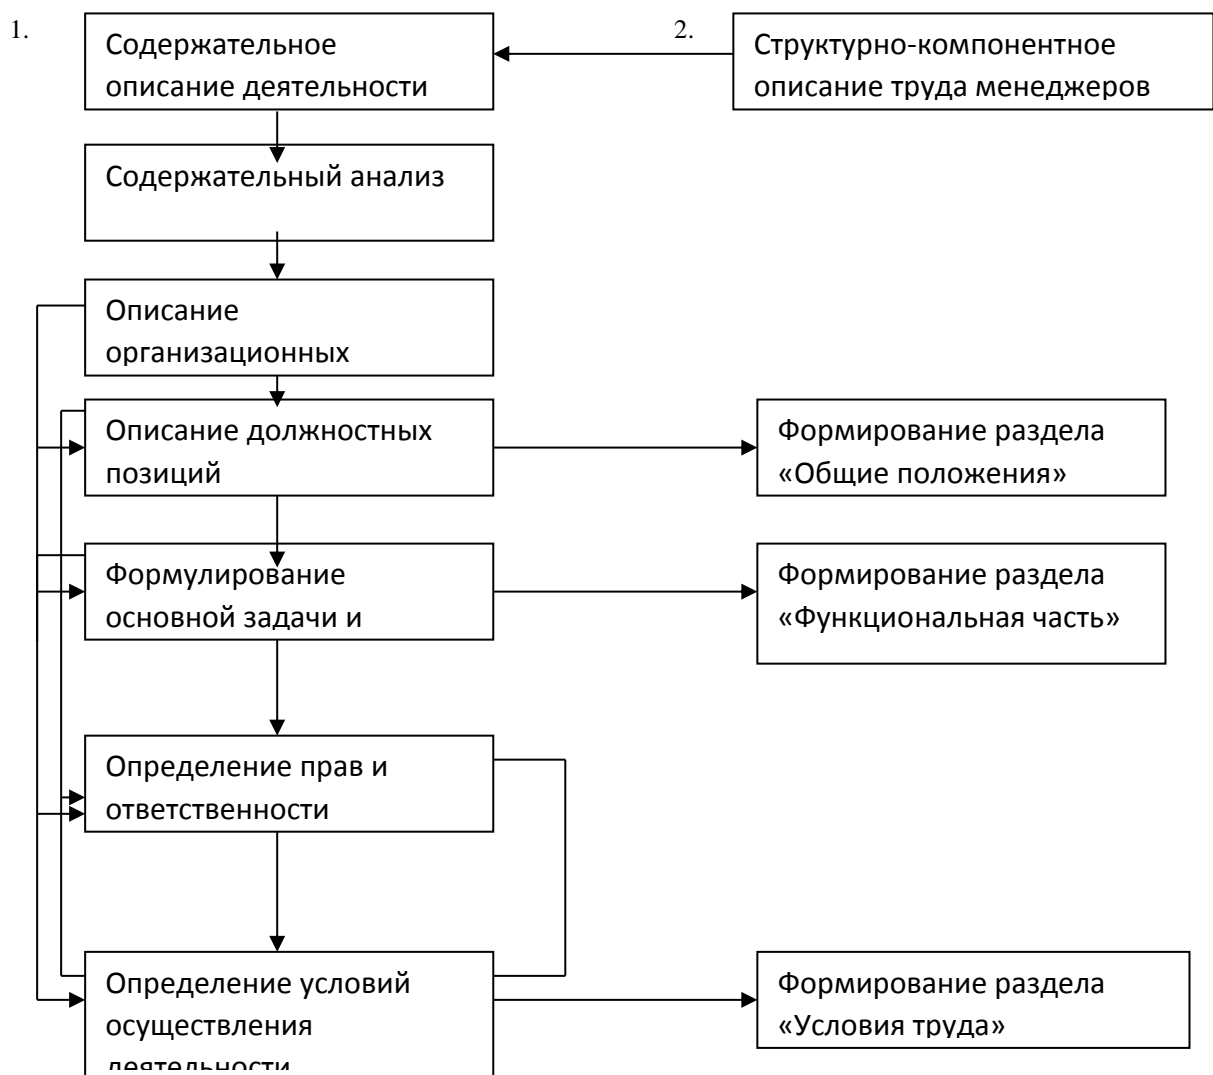 1.
Содержательное
описание деятельности
2.
Структурно-компонентное
описание труда менеджеров
Содержательный анализ
Описание
организационных
Описание должностных
позиций
Формирование раздела
«Общие положения»
Формулирование
основной задачи и
Формирование раздела
«Функциональная часть»
Определение прав и
ответственности
Определение условий
осуществления
деятельности
Формирование раздела
«Условия труда»